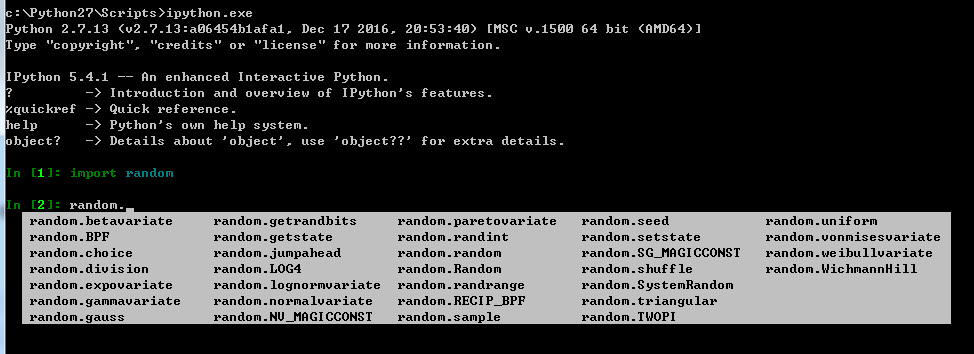 c:\Python27\Scripts>ipython.exe
Python 2.7.13 (v2.7.13:a06454b1afa1, Dec 17 2016, 20:53:40) [MSC v.1500 64 bit (AMD64)]
Type "copyright", "credits" or "license" for more information.
IPython 5.4.1 -- An enhanced Interactive Python.
?         -> Introduction and overview of IPython's features.
%quickref -> Quick reference.
help      -> Python's own help system.
object?   -> Details about 'object', use 'object??' for extra details.
In [1]: import random
In [2]: random._
random.betavariate random.getrandbits random.paretovariate random.seed random.uniform
random.BPF random.getstate random.randint random.setstate random.vonmisesvariate
random.choice random.jumpahead random.random random.SG_MAGICCONST random.weibullvariate
random.division random.LOG4 random.Random random.shuffle random.WichmannHill
random.expovariate random.lognormvariate random.randrange random.SystemRandom
random.gammavariate random.normalvariate random.RECIP_BPF random.triangular
random.gauss random.NV_MAGICCONST random.sample random.TWOPI